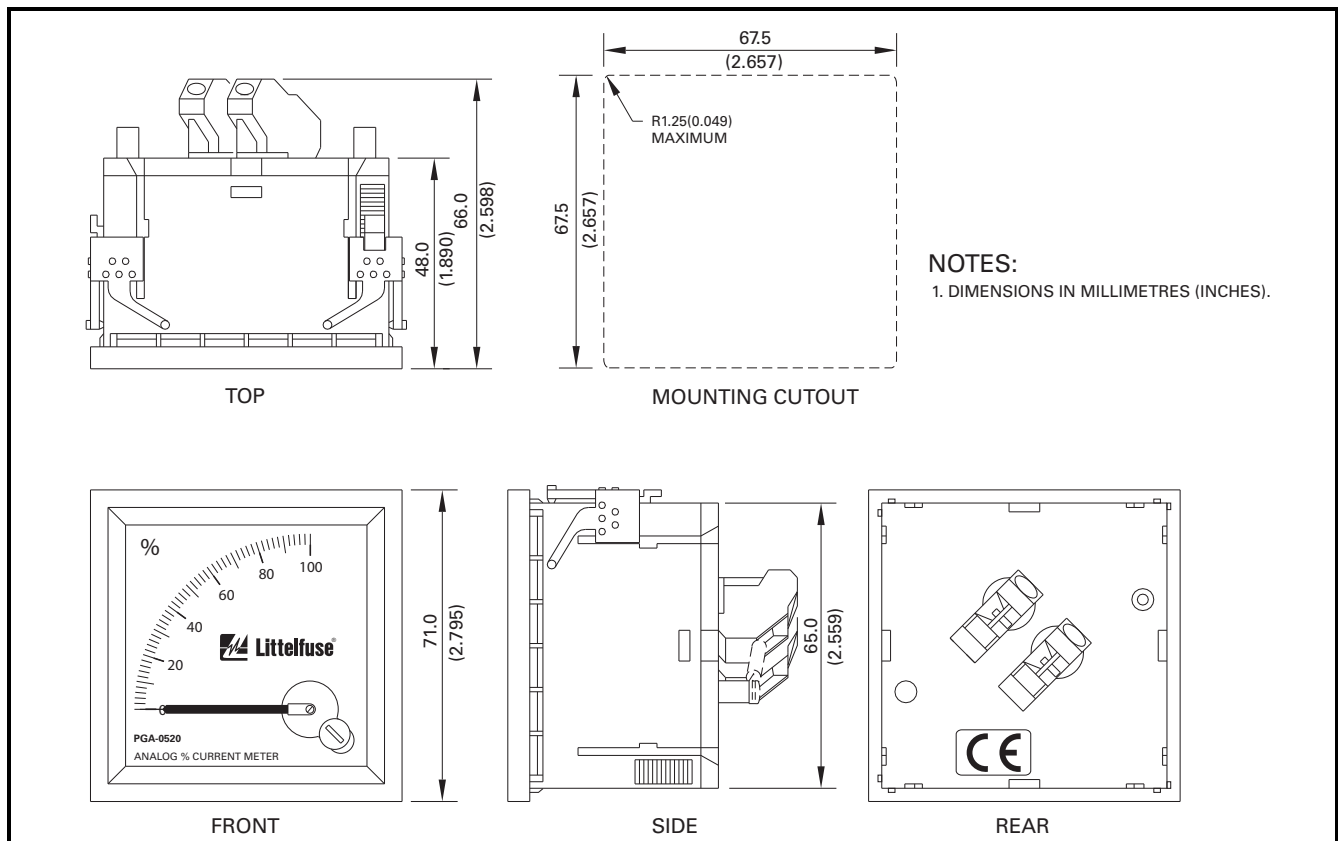 67.5
(2.657)
R1.25(0.049)
MAXIMUM
48.0
(1.890)
66.0
(2.598)
67.5
(2.657)
NOTES:
1. DIMENSIONS IN MILLIMETRES (INCHES).
TOP
MOUNTING CUTOUT
%
20
40
60
80
100
Littelfuse®
PGA-0520
ANALOG % CURRENT METER
71.0
(2.795)
65.0
(2.559)
CE
FRONT
SIDE
REAR